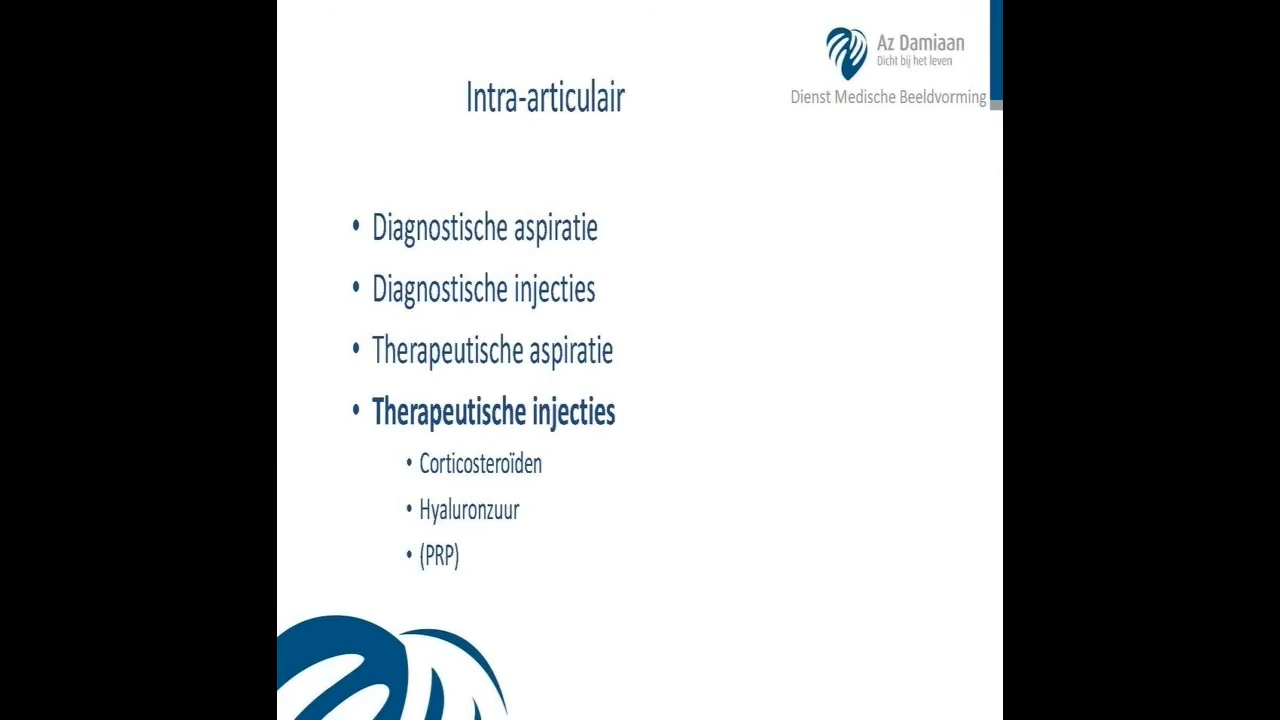 Az Damiaan
Dicht bij het leven
Dienst Medische Beeldvorming
Intra-articulair
• Diagnostische aspiratie
• Diagnostische injecties
• Therapeutische aspiratie
• Therapeutische injecties
• Corticosteroïden
• Hyaluronzuur
• (PRP)